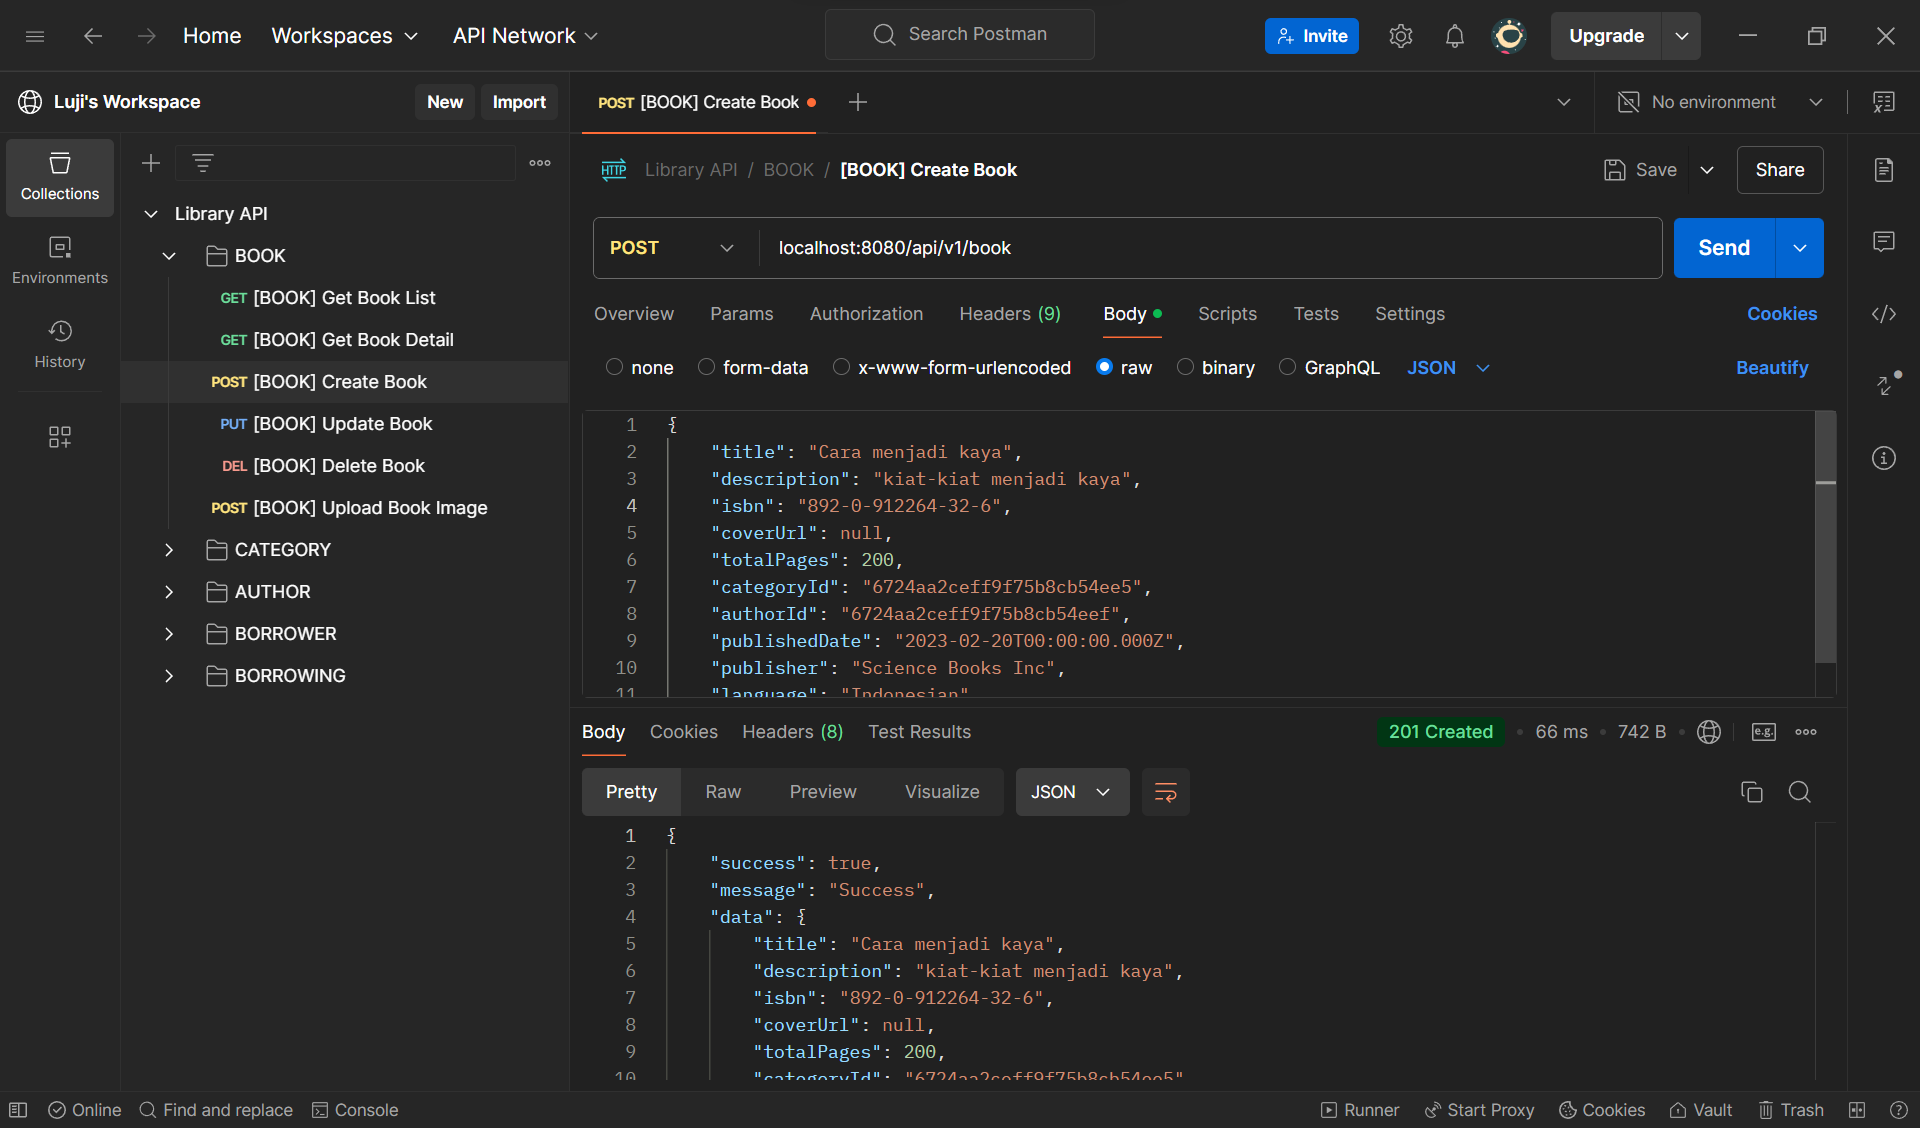 Home Workspaces API Network Search Postman Invite Upgrade
Luji's Workspace New Import
POST [BOOK] Create Book No environment
Collections
Environments
History
Library API
BOOK
GET [BOOK] Get Book List
GET [BOOK] Get Book Detail
POST [BOOK] Create Book
PUT [BOOK] Update Book
DEL [BOOK] Delete Book
POST [BOOK] Upload Book Image
CATEGORY
AUTHOR
BORROWER
BORROWING
HTTP Library API / BOOK / [BOOK] Create Book Save Share
POST localhost:8080/api/v1/book Send
Overview Params Authorization Headers (9) Body Scripts Tests Settings Cookies
none form-data x-www-form-urlencoded raw binary GraphQL JSON Beautify
1 {
2 "title": "Cara menjadi kaya",
3 "description": "kiat-kiat menjadi kaya",
4 "isbn": "892-0-912264-32-6",
5 "coverUrl": null,
6 "totalPages": 200,
7 "categoryId": "6724aa2ceff9f75b8cb54ee5",
8 "authorId": "6724aa2ceff9f75b8cb54eef",
9 "publishedDate": "2023-02-20T00:00:00.000Z",
10 "publisher": "Science Books Inc",
11 "language": "Indonesian"
Body Cookies Headers (8) Test Results 201 Created 66 ms 742 B e.g.
Pretty Raw Preview Visualize JSON
1 {
2 "success": true,
3 "message": "Success",
4 "data": {
5 "title": "Cara menjadi kaya",
6 "description": "kiat-kiat menjadi kaya",
7 "isbn": "892-0-912264-32-6",
8 "coverUrl": null,
9 "totalPages": 200,
10 "categoryId": "6724aa2ceff9f75b8cb54ee5"
Online Find and replace Console Runner Start Proxy Cookies Vault Trash